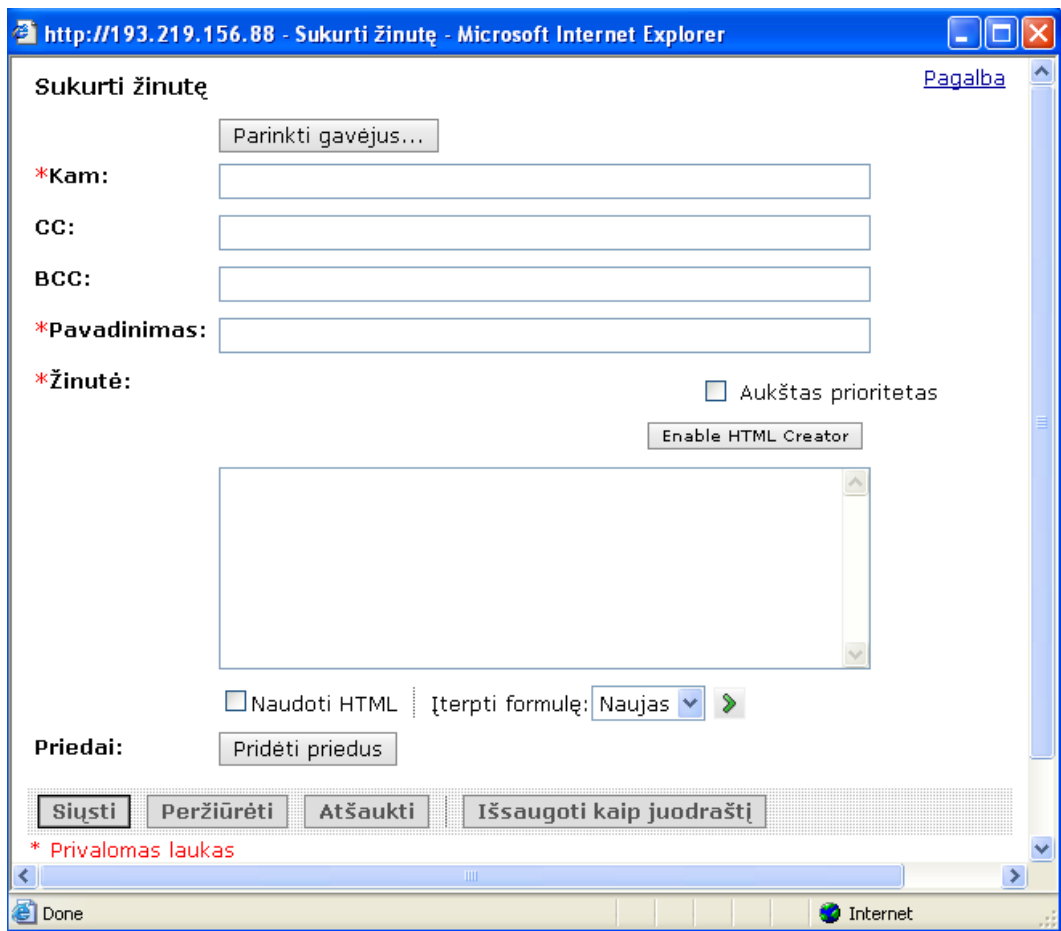 http://193.219.156.88 - Sukurti žinutę - Microsoft Internet Explorer
Pagalba
Sukurti žinutę
Parinkti gavėjus...
*Kam:
CC:
BCC:
*Pavadinimas:
*Žinutė:
Aukštas prioritetas
Enable HTML Creator
Naudoti HTML Įterpti formulę: Naujas
Priedai: Pridėti priedus
Siųsti Peržiūrėti Atšaukti Išsaugoti kaip juodraštį
* Privalomas laukas
Done Internet